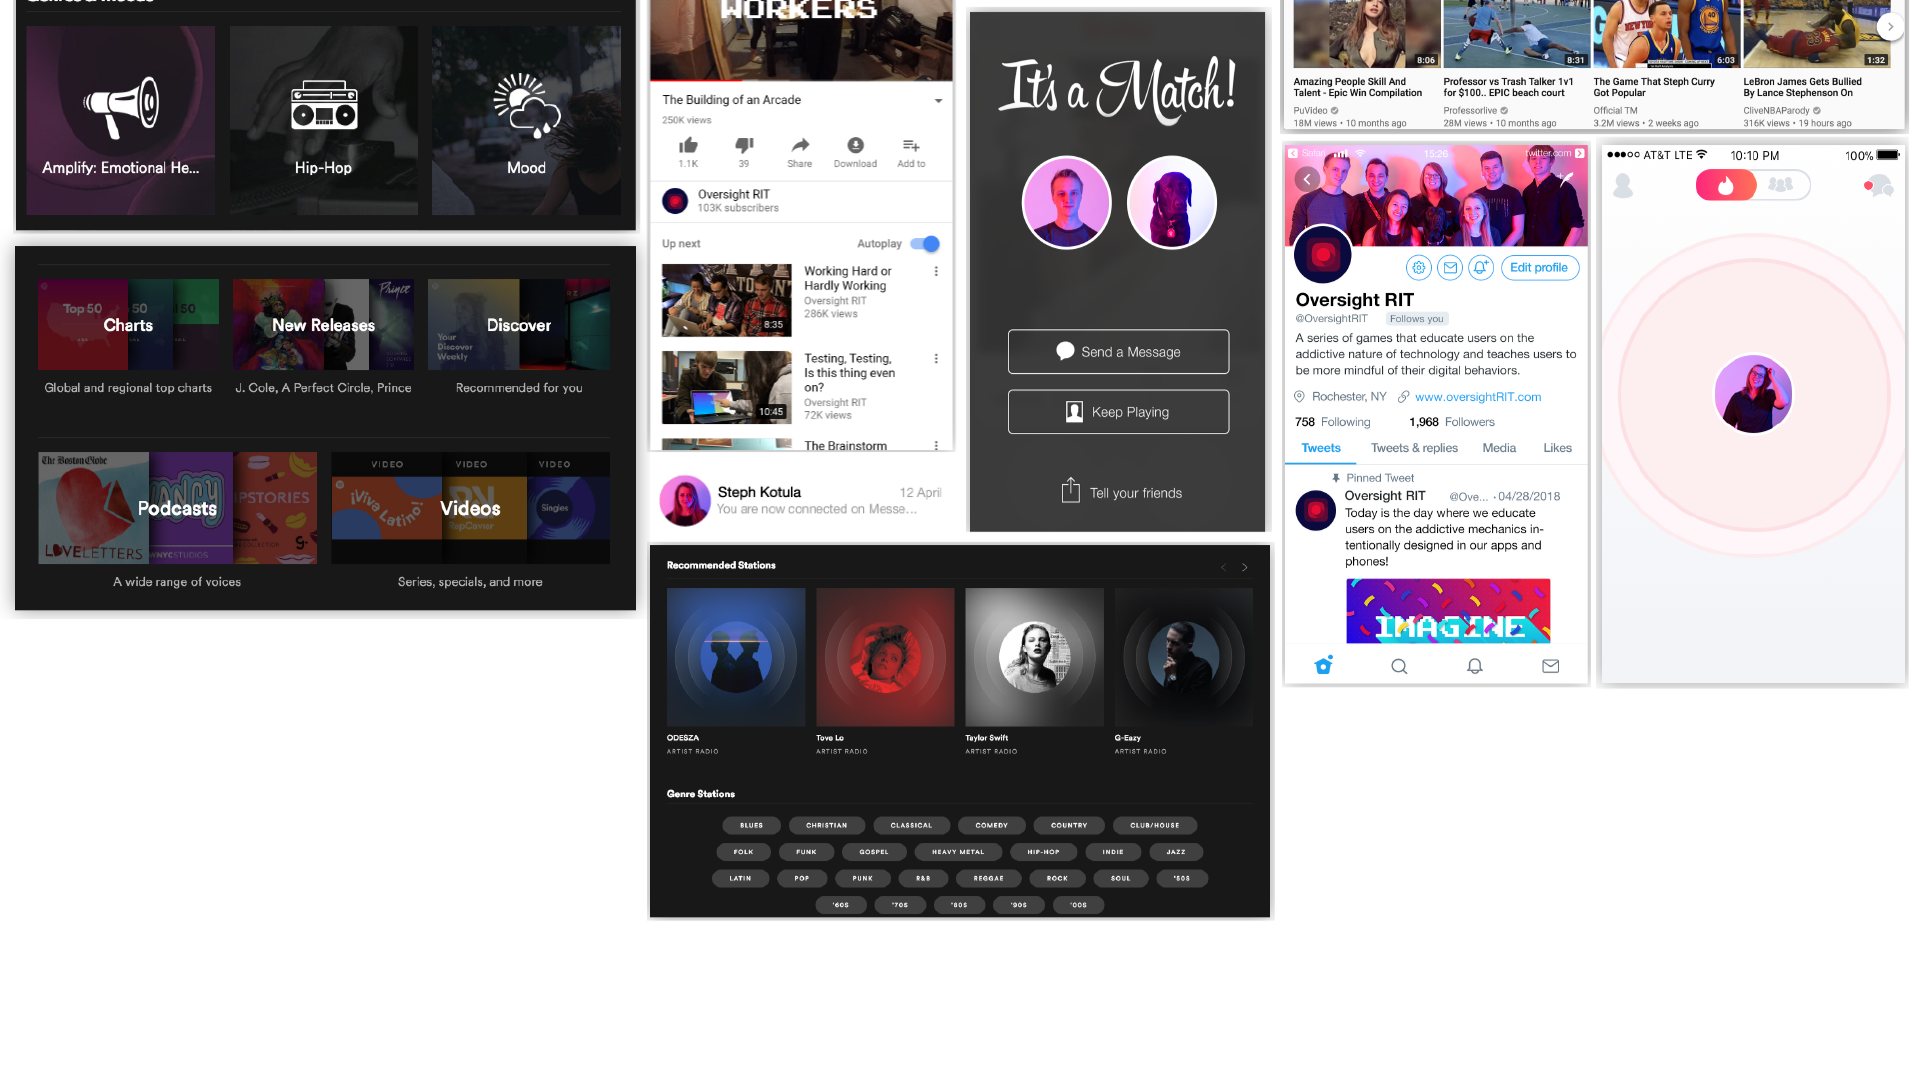 Amplify: Emotional He...
Hip-Hop
Mood
Top 50
Charts
New Releases
Prince
Discover
Your
Discover
Weekly
Global and regional top charts
J. Cole, A Perfect Circle, Prince
Recommended for you
The Boston Globe
LOVELETTERS
WNYCSTUDIOS
Podcasts
VIDEO
VIDEO
VIDEO
¡Viva Latino!
Videos
RapCaviar
Singles
A wide range of voices
Series, specials, and more
WORKERS
The Building of an Arcade
250K views
1.1K
39
Share
Download
Add to
Oversight RIT
103K subscribers
Up next
Autoplay
Working Hard or
Hardly Working
Oversight RIT
286K views
8:35
Testing, Testing,
Is this thing even
on?
Oversight RIT
72K views
10:45
The Brainstorm
Steph Kotula
12 April
You are now connected on Messe...
It's a Match!
Send a Message
Keep Playing
Tell your friends
Recommended Stations
ODESZA
ARTIST RADIO
Tove Lo
ARTIST RADIO
Taylor Swift
ARTIST RADIO
G-Eazy
ARTIST RADIO
Genre Stations
BLUES
CHRISTIAN
CLASSICAL
COMEDY
COUNTRY
CLUB/HOUSE
FOLK
FUNK
GOSPEL
HEAVY METAL
HIP-HOP
INDIE
JAZZ
LATIN
POP
PUNK
R&B
REGGAE
ROCK
SOUL
'50S
'60S
'70S
'80S
'90S
'00S
8:06
8:31
6:03
1:32
Amazing People Skill And
Talent - Epic Win Compilation
PuVideo
18M views • 10 months ago
Professor vs Trash Talker 1v1
for $100.. EPIC beach court
Professorlive
28M views • 10 months ago
The Game That Steph Curry
Got Popular
Official TM
3.2M views • 2 weeks ago
LeBron James Gets Bullied
By Lance Stephenson On
CliveNBAParody
316K views • 19 hours ago
Safari
15:26
twitter.com
Edit profile
Oversight RIT
@OversightRIT
Follows you
A series of games that educate users on the
addictive nature of technology and teaches users to
be more mindful of their digital behaviors.
Rochester, NY
www.oversightRIT.com
758 Following
1,968 Followers
Tweets
Tweets & replies
Media
Likes
Pinned Tweet
Oversight RIT
@Ove... • 04/28/2018
Today is the day where we educate
users on the addictive mechanics in-
tentionally designed in our apps and
phones!
IMAGINE
AT&T LTE
10:10 PM
100%